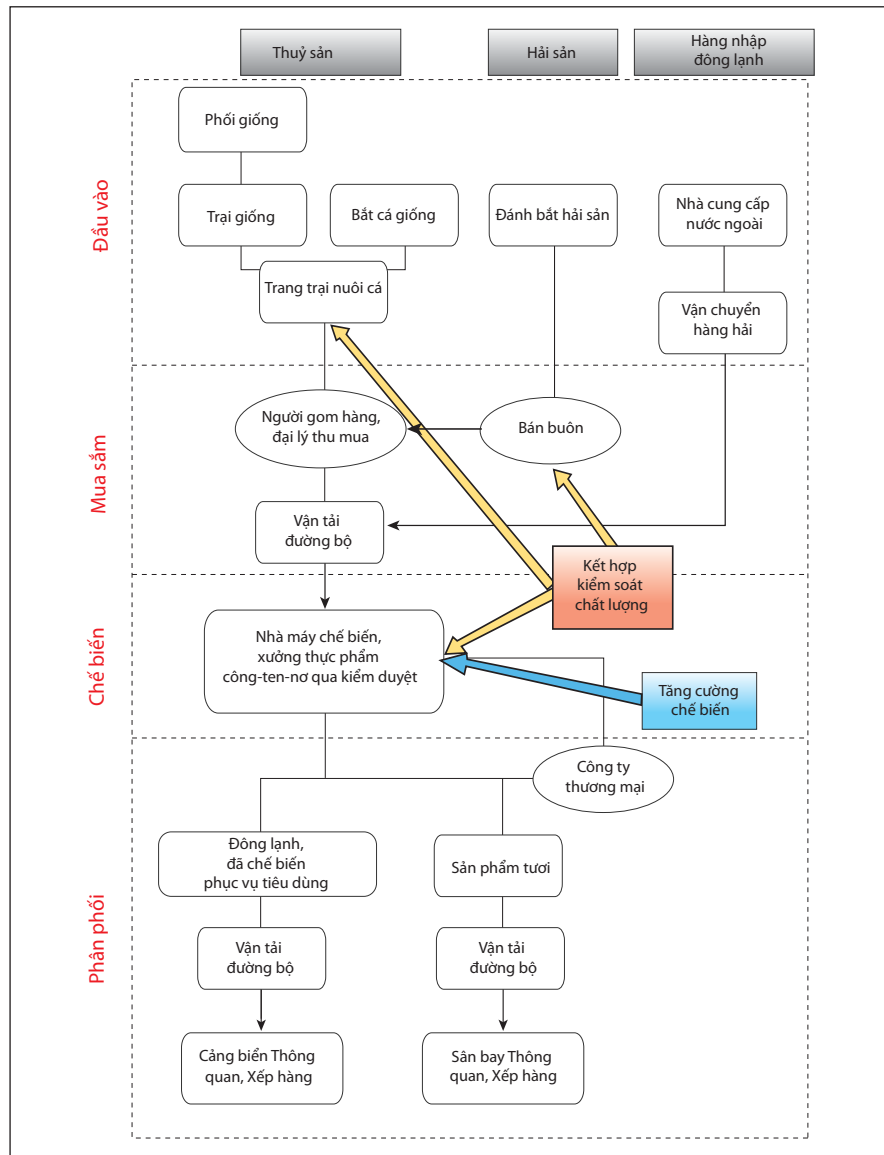 Thuỷ sản
Hải sản
Hàng nhập
đông lạnh
Đầu vào
Phối giống
Trại giống
Bắt cá giống
Đánh bắt hải sản
Nhà cung cấp
nước ngoài
Trang trại nuôi cá
Vận chuyển
hàng hải
Mua sắm
Người gom hàng,
đại lý thu mua
Bán buôn
Vận tải
đường bộ
Kết hợp
kiểm soát
chất lượng
Chế biến
Nhà máy chế biến,
xưởng thực phẩm
công-ten-nơ qua kiểm duyệt
Tăng cường
chế biến
Phân phối
Công ty
thương mại
Đông lạnh,
đã chế biến
phục vụ tiêu dùng
Sản phẩm tươi
Vận tải
đường bộ
Vận tải
đường bộ
Cảng biển Thông
quan, Xếp hàng
Sân bay Thông
quan, Xếp hàng